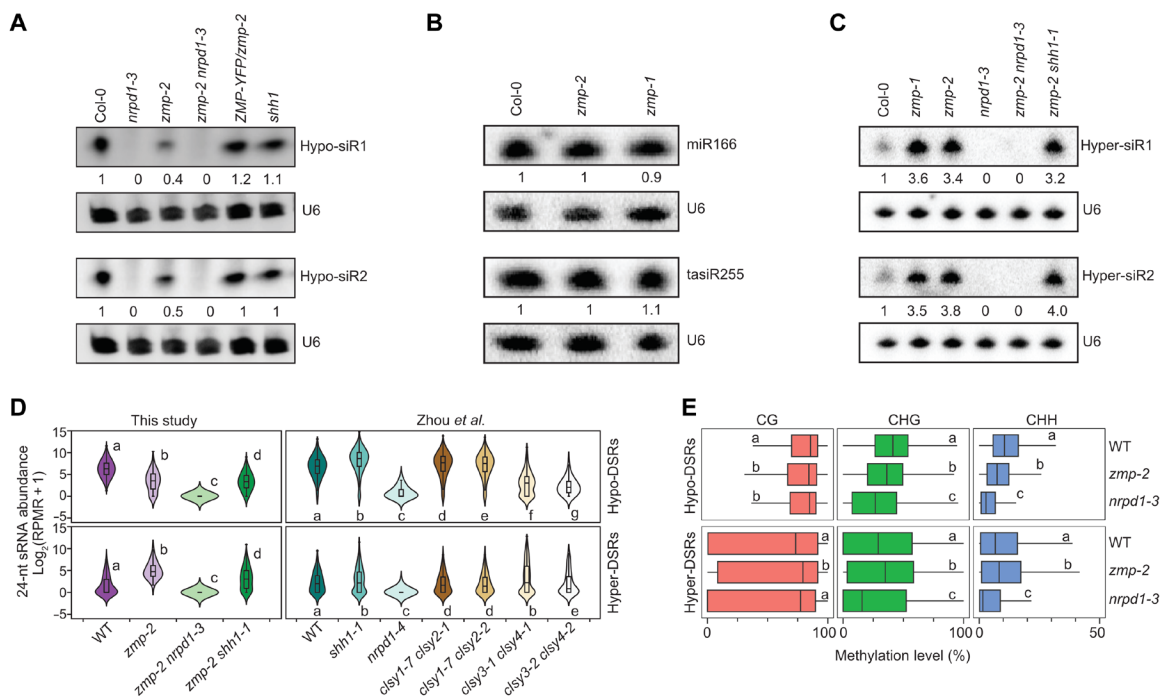 A
Col-0
nrpd1-3
zmp-2
zmp-2 nrpd1-3
ZMP-YFP/zmp-2
shh1
Hypo-siR1
1 0 0.4 0 1.2 1.1
U6
Hypo-siR2
1 0 0.5 0 1 1
U6
B
Col-0
zmp-2
zmp-1
miR166
1 1 0.9
U6
tasiR255
1 1 1.1
U6
C
Col-0
zmp-1
zmp-2
nrpd1-3
zmp-2 nrpd1-3
zmp-2 shh1-1
Hyper-siR1
1 3.6 3.4 0 0 3.2
U6
Hyper-siR2
1 3.5 3.8 0 0 4.0
U6
D
This study
Zhou et al.
24-nt sRNA abundance
Log₂(RPMR + 1)
15
10
5
0
−5
a b c d
a b c d e f g
Hypo-DSRs
15
10
5
0
−5
a b c d
a b c d d b e
Hyper-DSRs
WT
zmp-2
zmp-2 nrpd1-3
zmp-2 shh1-1
WT
shh1-1
nrpd1-4
clsy1-7 clsy2-1
clsy1-7 clsy2-2
clsy3-1 clsy4-1
clsy3-2 clsy4-2
E
CG CHG CHH
Hypo-DSRs
a a a WT
b b b zmp-2
b c c nrpd1-3
Hyper-DSRs
a a a WT
b b b zmp-2
a c c nrpd1-3
0 100 0 100 0 50
Methylation level (%)